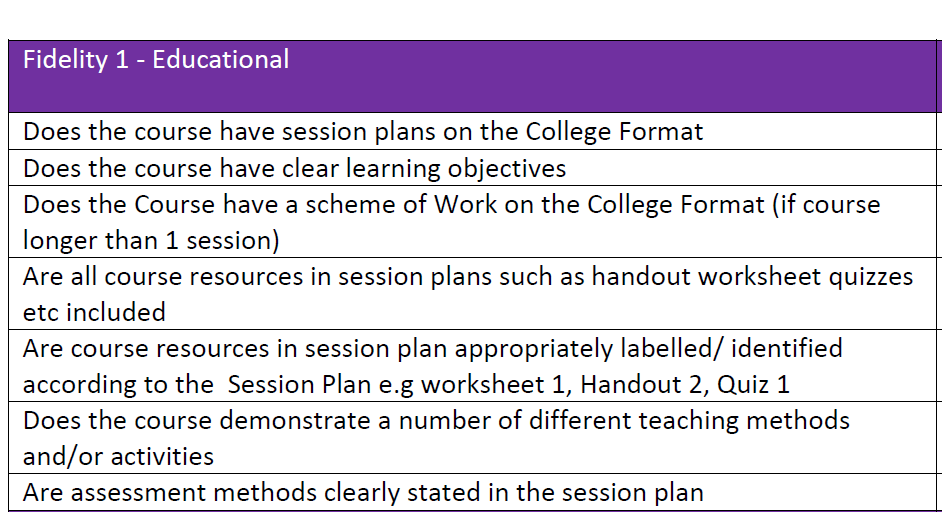 Fidelity 1 - Educational
Does the course have session plans on the College Format
Does the course have clear learning objectives
Does the Course have a scheme of Work on the College Format (if course
longer than 1 session)
Are all course resources in session plans such as handout worksheet quizzes
etc included
Are course resources in session plan appropriately labelled/ identified
according to the  Session Plan e.g worksheet 1, Handout 2, Quiz 1
Does the course demonstrate a number of different teaching methods
and/or activities
Are assessment methods clearly stated in the session plan